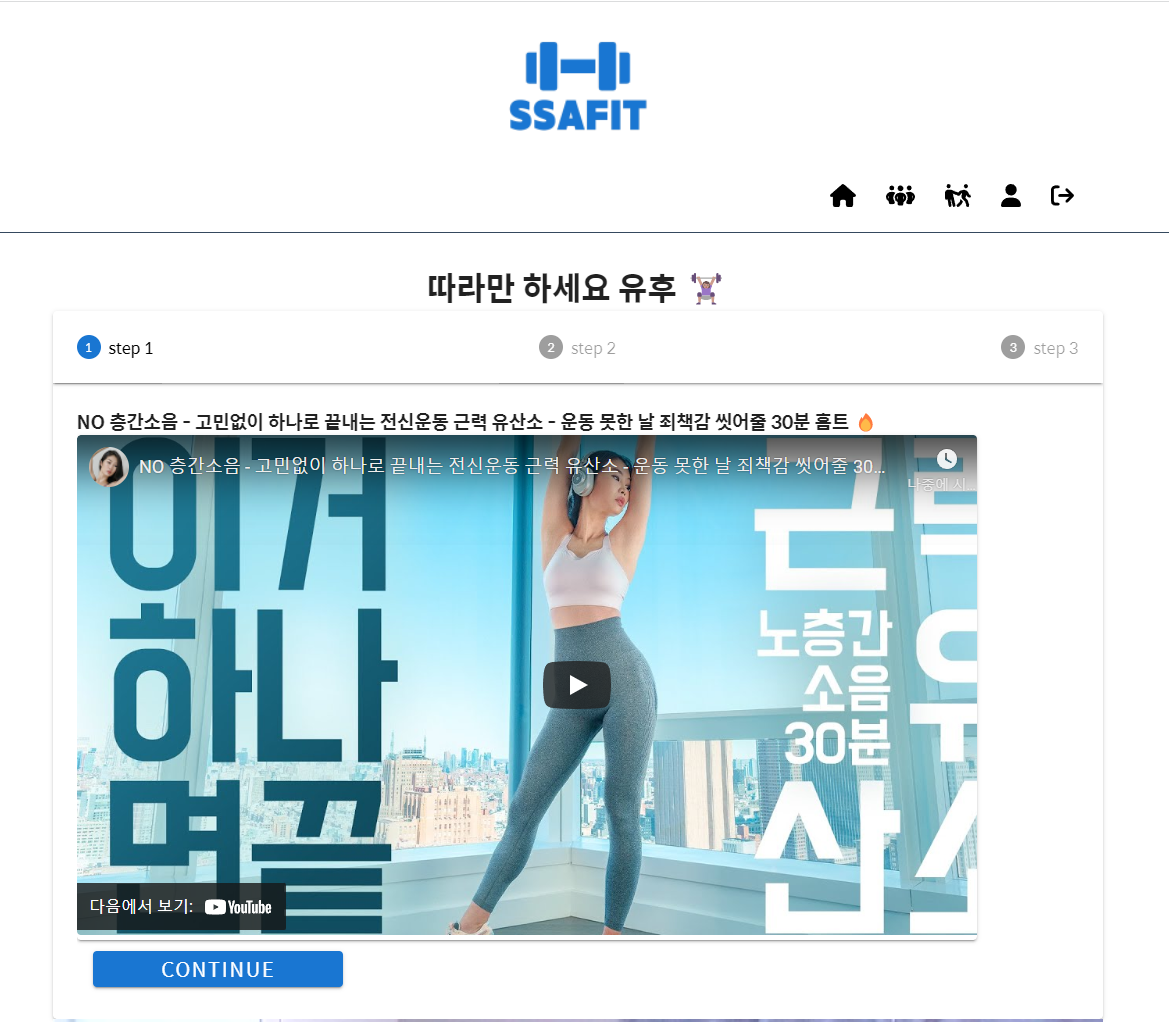 SSAFIT
따라만 하세요 유후 🏋🏽‍♀️
1 step 1
2 step 2
3 step 3
NO 층간소음 - 고민없이 하나로 끝내는 전신운동 근력 유산소 - 운동 못한 날 죄책감 씻어줄 30분 홈트 🔥
NO 층간소음 - 고민없이 하나로 끝내는 전신운동 근력 유산소 - 운동 못한 날 죄책감 씻어줄 30...
나중에 시...
이거
하나
면끝
노층간
소음
30분
산
다음에서 보기: YouTube
CONTINUE